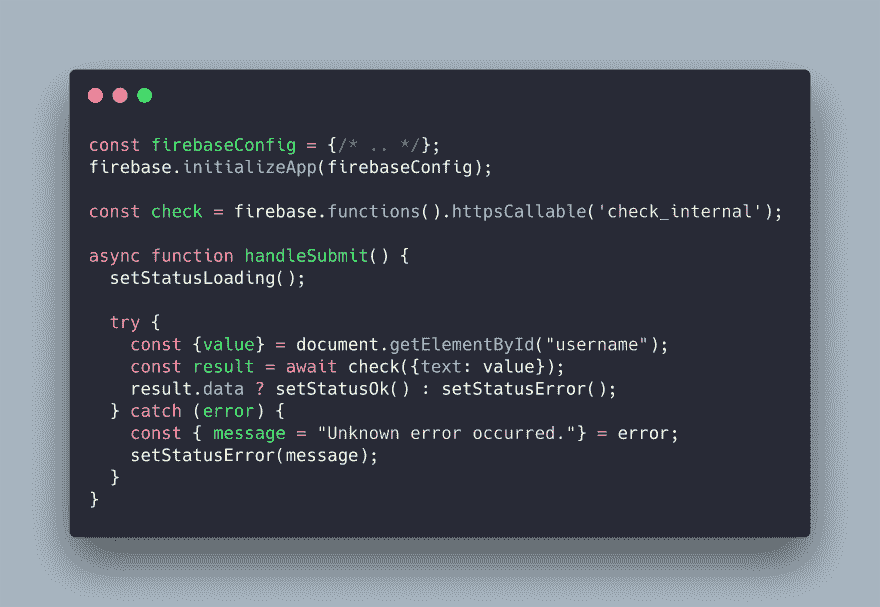 const firebaseConfig = {/* .. */};
firebase.initializeApp(firebaseConfig);
const check = firebase.functions().httpsCallable('check_internal');
async function handleSubmit() {
  setStatusLoading();
  try {
    const {value} = document.getElementById("username");
    const result = await check({text: value});
    result.data ? setStatusOk() : setStatusError();
  } catch (error) {
    const { message = "Unknown error occurred."} = error;
    setStatusError(message);
  }
}